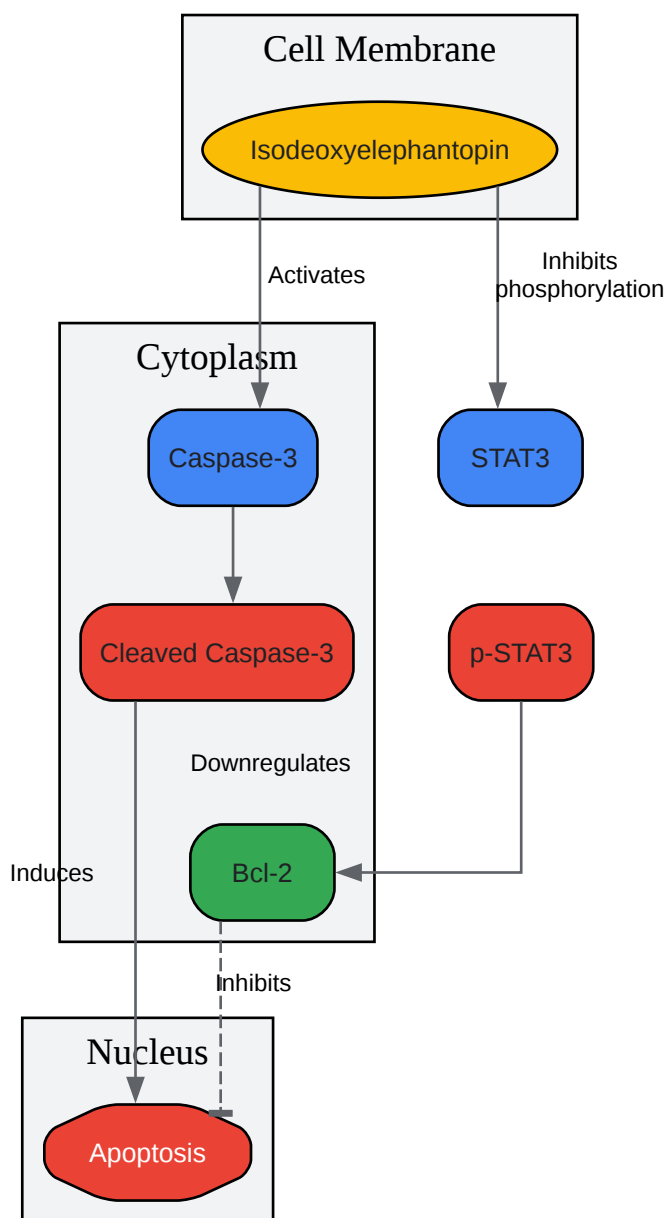 Cell Membrane
Isodeoxyelephantopin
Activates
Inhibits
phosphorylation
Cytoplasm
Caspase-3
STAT3
Cleaved Caspase-3
p-STAT3
Downregulates
Induces
Bcl-2
Inhibits
Nucleus
Apoptosis